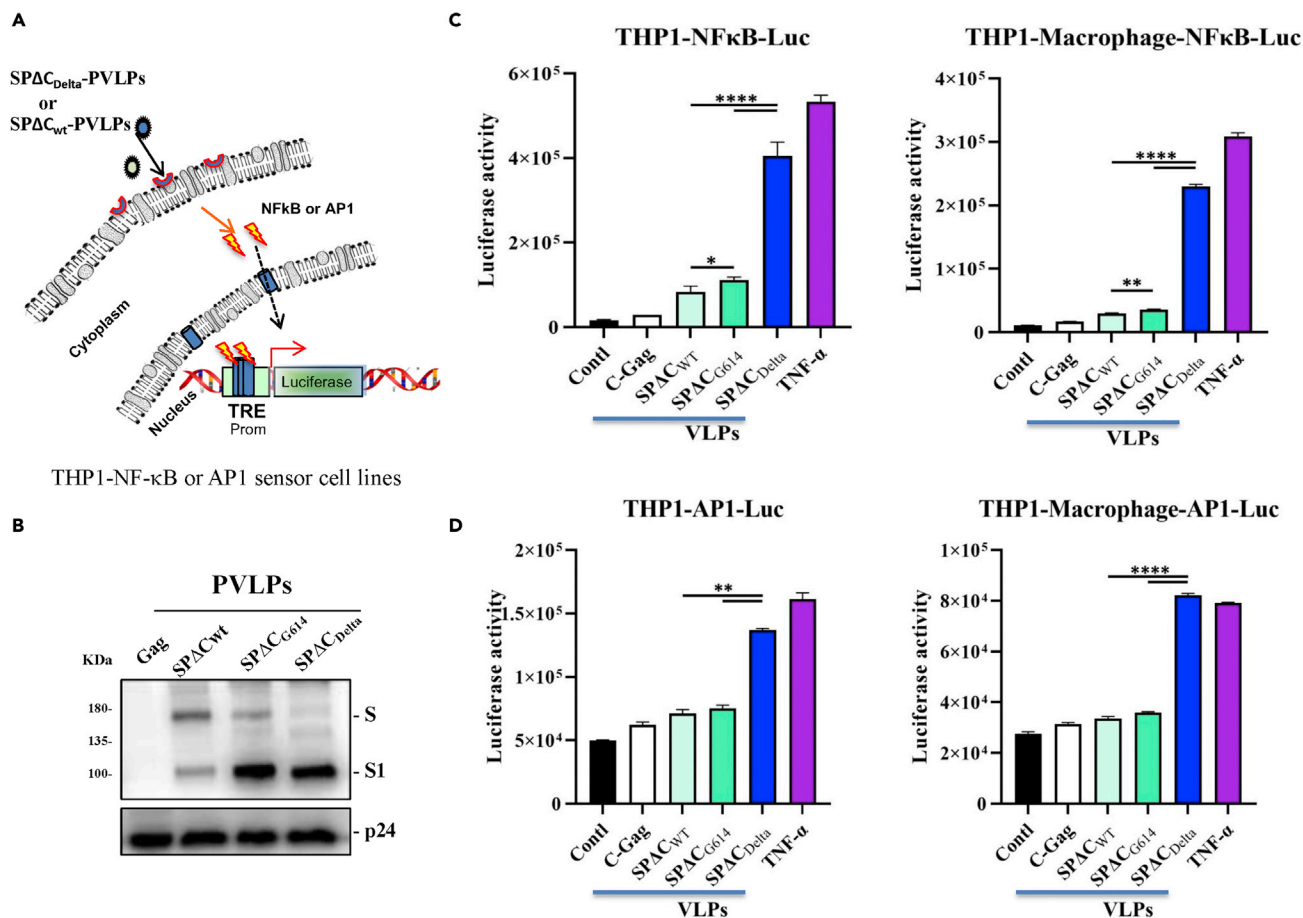 A
SPΔCDelta-PVLPs
or
SPΔCwt-PVLPs
NFkB or AP1
Cytoplasm
Nucleus
Luciferase
TRE
Prom
THP1-NF-κB or AP1 sensor cell lines
B
PVLPs
KDa
Gag
SPΔCwt
SPΔCG614
SPΔCDelta
180-
135-
100-
- S
- S1
- p24
C
THP1-NFκB-Luc
Luciferase activity
6×10⁵
4×10⁵
2×10⁵
0
****
*
Contl
C-Gag
SPΔCWT
SPΔCG614
SPΔCDelta
TNF-α
VLPs
THP1-Macrophage-NFκB-Luc
Luciferase activity
4×10⁵
3×10⁵
2×10⁵
1×10⁵
0
****
**
Contl
C-Gag
SPΔCWT
SPΔCG614
SPΔCDelta
TNF-α
VLPs
D
THP1-AP1-Luc
Luciferase activity
2×10⁵
1.5×10⁵
1×10⁵
5×10⁴
0
**
Contl
C-Gag
SPΔCWT
SPΔCG614
SPΔCDelta
TNF-α
VLPs
THP1-Macrophage-AP1-Luc
Luciferase activity
1×10⁵
8×10⁴
6×10⁴
4×10⁴
2×10⁴
0
****
Contl
C-Gag
SPΔCWT
SPΔCG614
SPΔCDelta
TNF-α
VLPs